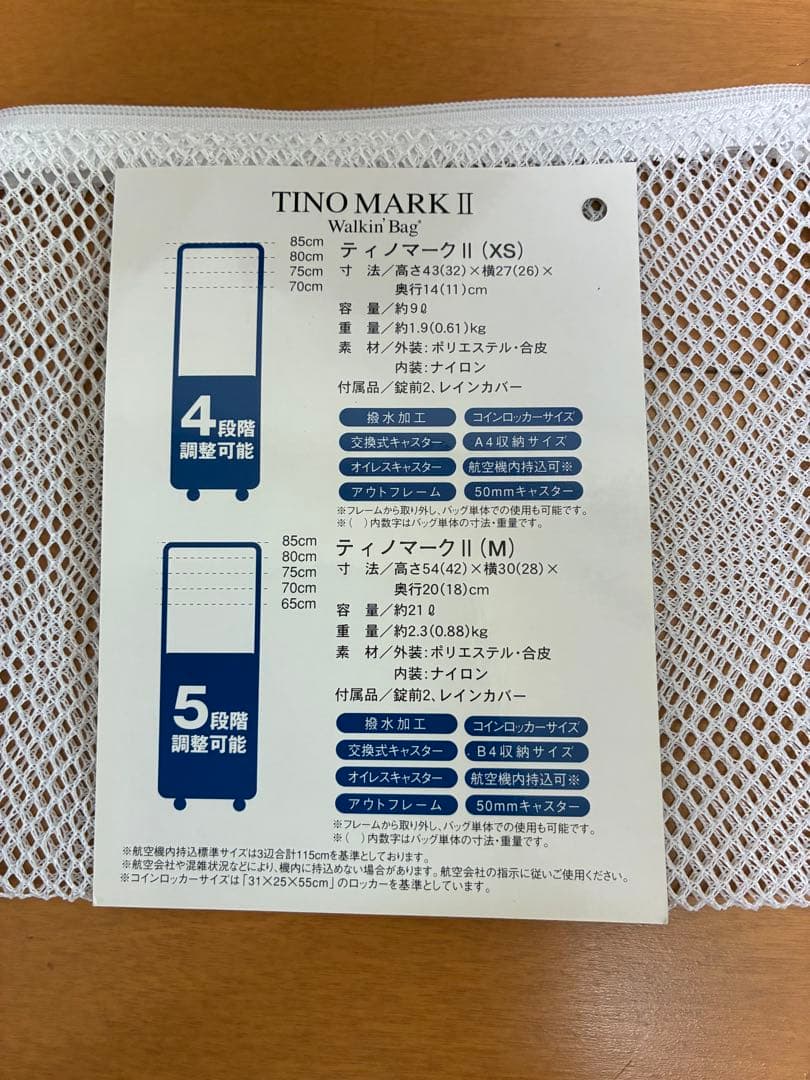 TINO MARK Ⅱ
Walkin' Bag®
85cm
80cm
75cm
70cm
4段階
調整可能
ティノマークⅡ(XS)
寸 法／高さ43(32)×横27(26)×
奥行14(11)cm
容 量／約9ℓ
重 量／約1.9(0.61)kg
素 材／外装：ポリエステル・合皮
内装：ナイロン
付属品／錠前2、レインカバー
撥水加工 コインロッカーサイズ
交換式キャスター A4収納サイズ
オイレスキャスター 航空機内持込可※
アウトフレーム 50mmキャスター
※フレームから取り外し、バッグ単体での使用も可能です。
※( )内数字はバッグ単体の寸法・重量です。
85cm
80cm
75cm
70cm
65cm
5段階
調整可能
ティノマークⅡ(M)
寸 法／高さ54(42)×横30(28)×
奥行20(18)cm
容 量／約21ℓ
重 量／約2.3(0.88)kg
素 材／外装：ポリエステル・合皮
内装：ナイロン
付属品／錠前2、レインカバー
撥水加工 コインロッカーサイズ
交換式キャスター B4収納サイズ
オイレスキャスター 航空機内持込可※
アウトフレーム 50mmキャスター
※フレームから取り外し、バッグ単体での使用も可能です。
※( )内数字はバッグ単体の寸法・重量です。
※航空機内持込標準サイズは3辺合計115cmを基準としております。
※航空会社や混雑状況などにより、機内に持込めない場合があります。航空会社の指示に従いご使用ください。
※コインロッカーサイズは「31×25×55cm」のロッカーを基準としています。